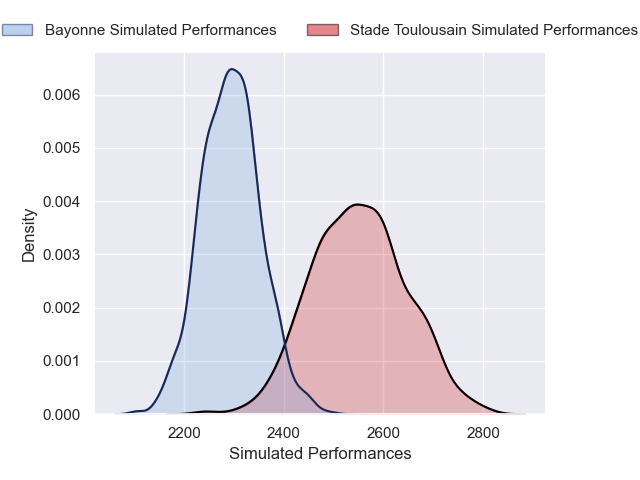 Bayonne Simulated Performances
Stade Toulousain Simulated Performances
0.006
0.005
0.004
0.003
0.002
0.001
0.000
Density
2200
2400
2600
2800
Simulated Performances